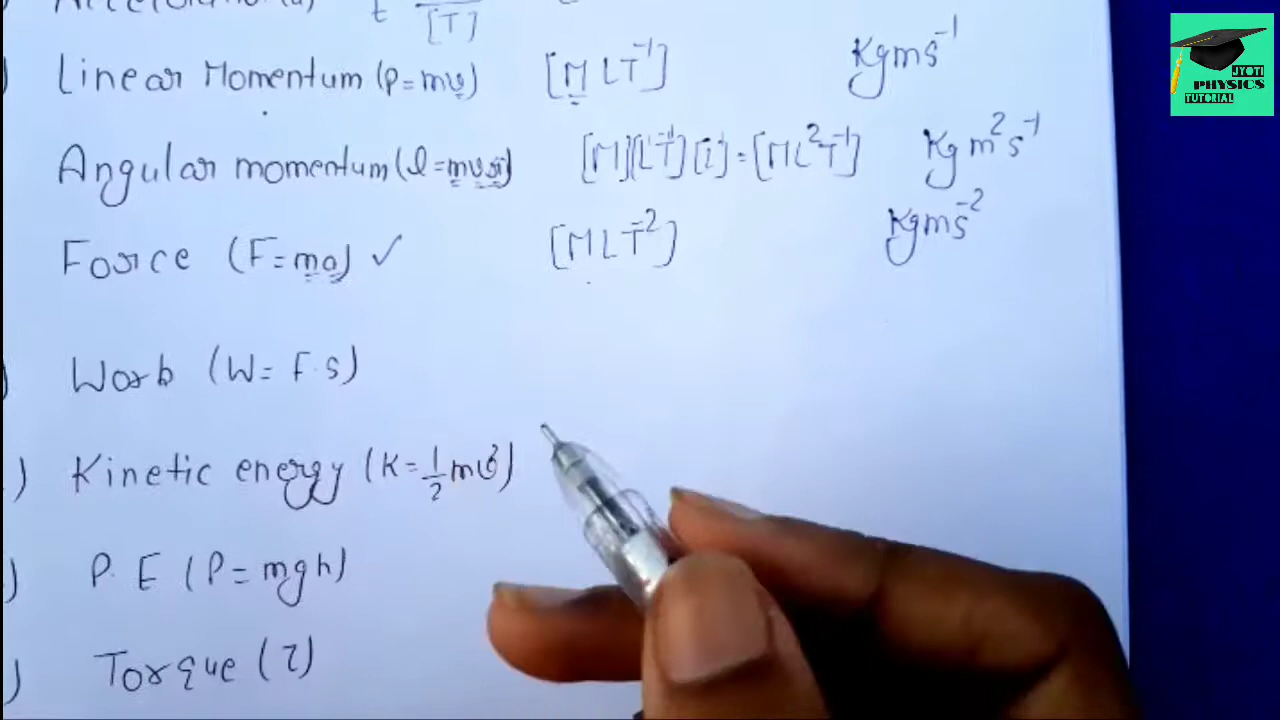 t [T]
Linear Momentum (P=mv) [MLT⁻¹] Kgms⁻¹
Angular momentum (l=mvr) [M][LT⁻¹][L] = [ML²T⁻¹] Kgm²s⁻¹
Force (F=ma) ✓ [MLT⁻²] Kgms⁻²
Work (W= F.s)
Kinetic energy (K=½mv²)
P.E (P=mgh)
Torque (τ)
JYOTI
PHYSICS
TUTORIAL